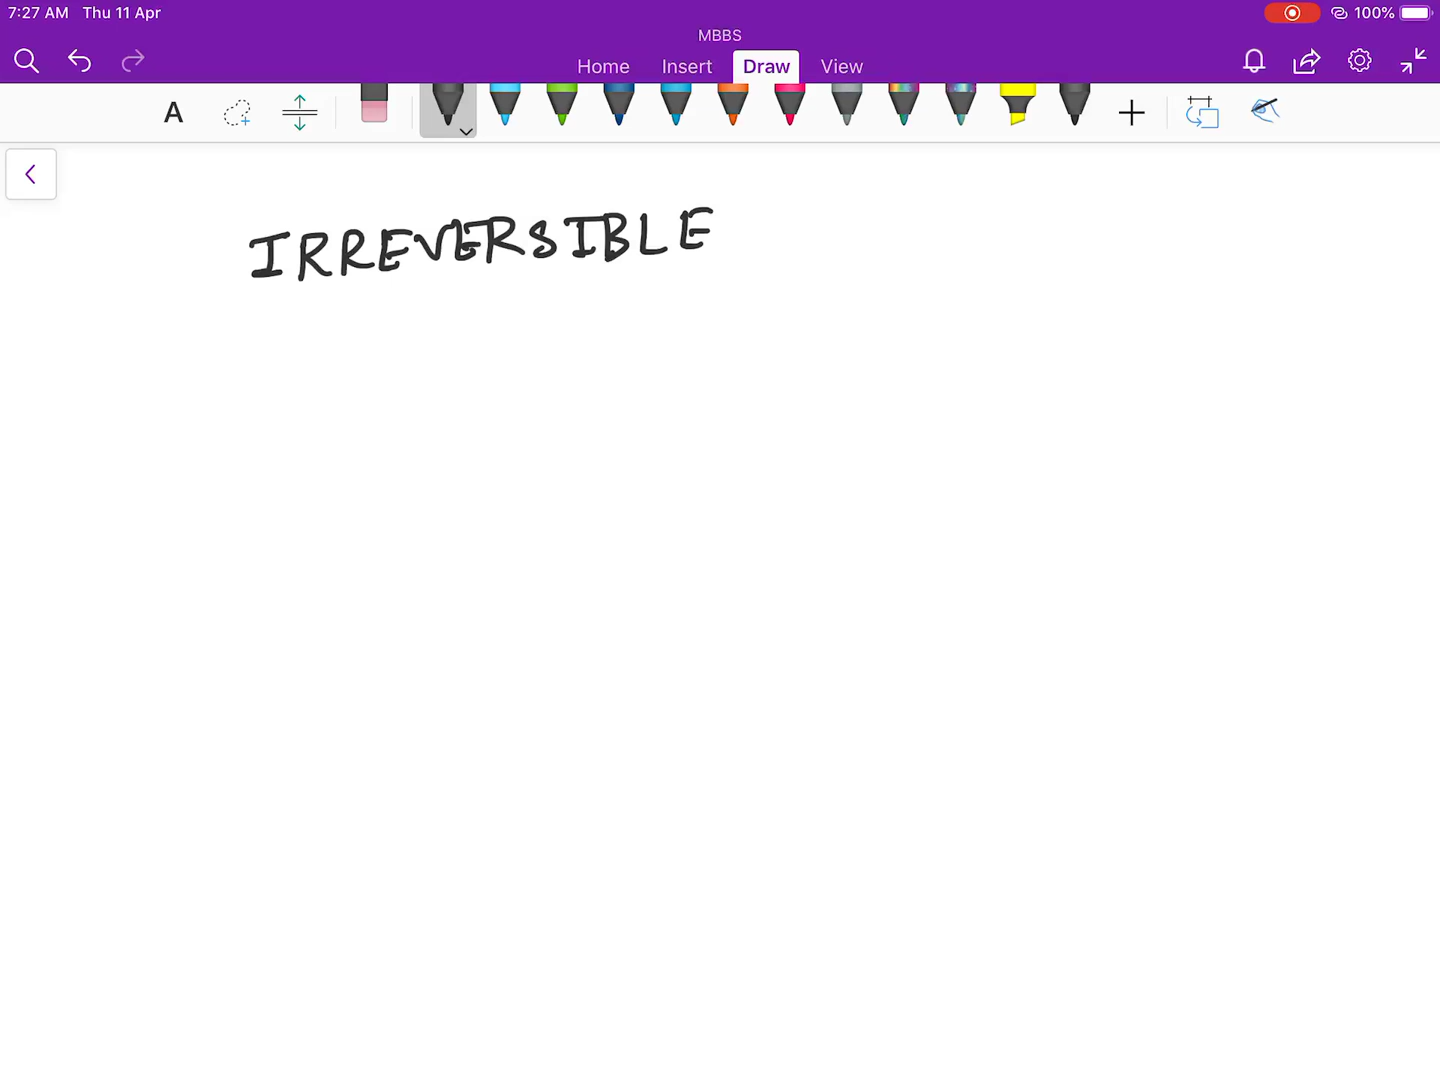 7:27 AM Thu 11 Apr 100%
MBBS
Home Insert Draw View
A
IRREVERSIBLE